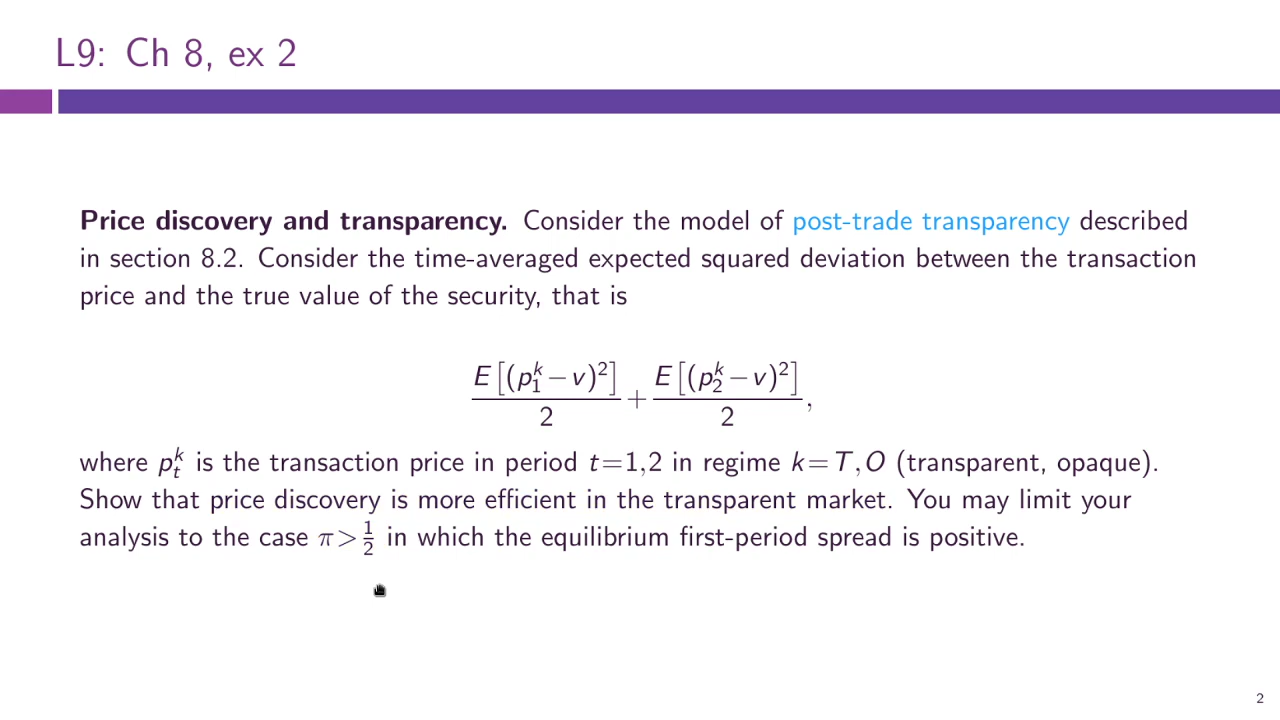 L9: Ch 8, ex 2
Price discovery and transparency. Consider the model of post-trade transparency described
in section 8.2. Consider the time-averaged expected squared deviation between the transaction
price and the true value of the security, that is
E[(p₁ᵏ − v)²]/2 + E[(p₂ᵏ − v)²]/2,
where pₜᵏ is the transaction price in period t=1,2 in regime k=T,O (transparent, opaque).
Show that price discovery is more efficient in the transparent market. You may limit your
analysis to the case π>1/2 in which the equilibrium first-period spread is positive.
2